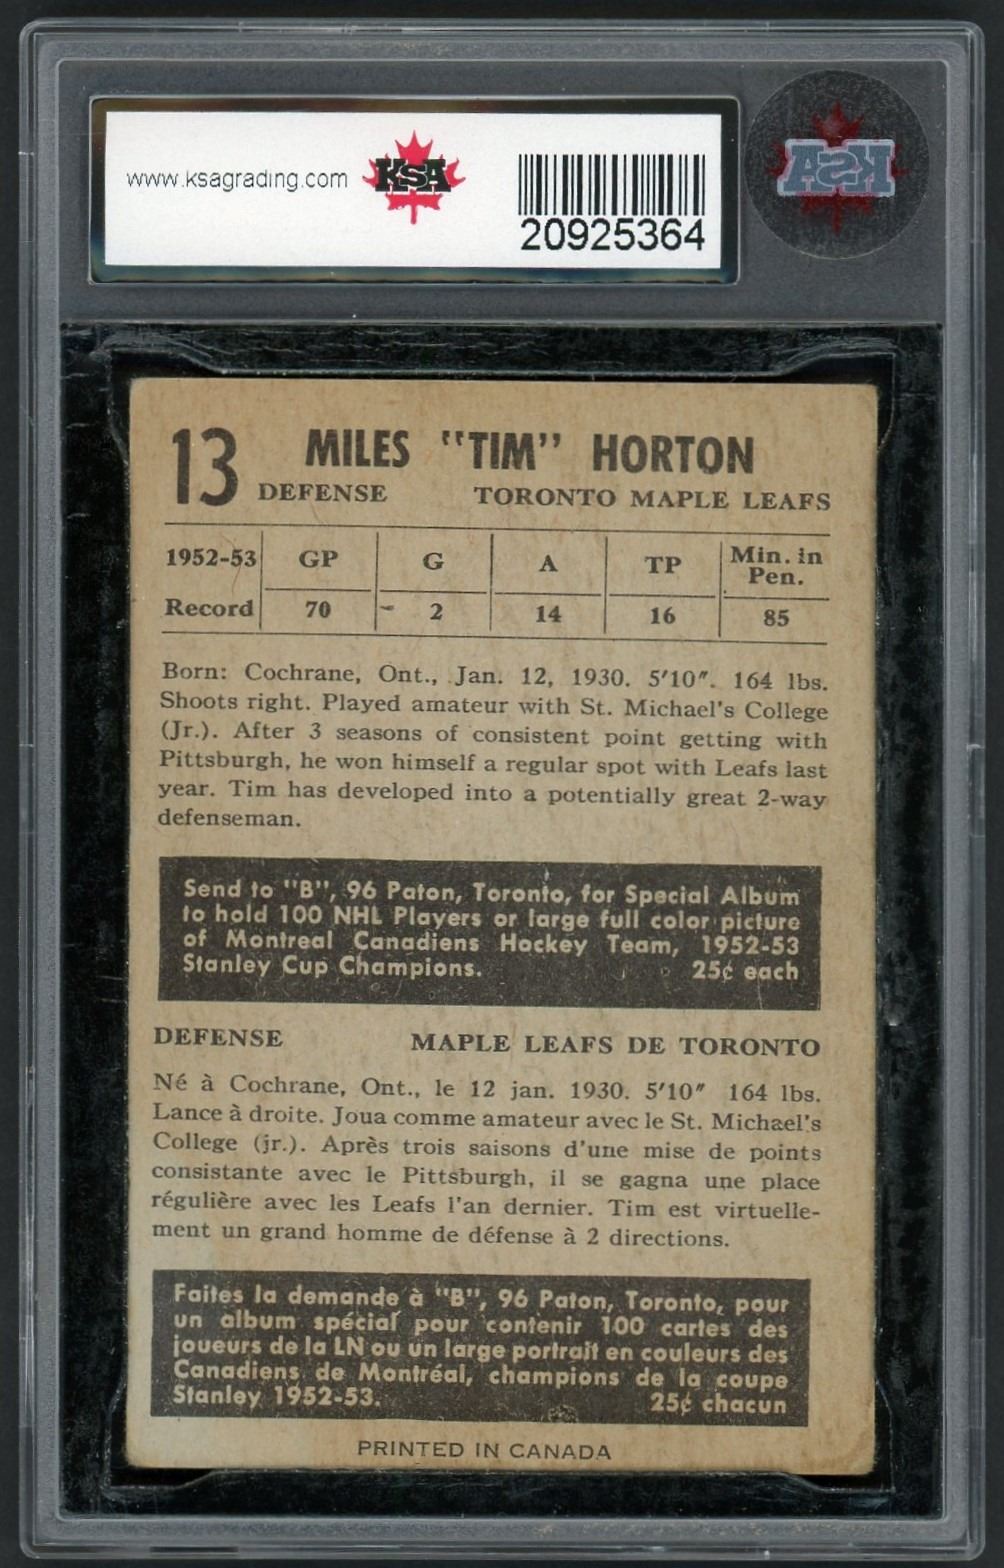 www.ksagrading.com
KSA
20925364
KSA
13 MILES "TIM" HORTON
DEFENSE TORONTO MAPLE LEAFS
1952-53 GP G A TP Min. in Pen.
Record 70 2 14 16 85
Born: Cochrane, Ont., Jan. 12, 1930. 5'10". 164 lbs.
Shoots right. Played amateur with St. Michael's College
(Jr.). After 3 seasons of consistent point getting with
Pittsburgh, he won himself a regular spot with Leafs last
year. Tim has developed into a potentially great 2-way
defenseman.
Send to "B", 96 Paton, Toronto, for Special Album
to hold 100 NHL Players or large full color picture
of Montreal Canadiens Hockey Team, 1952-53
Stanley Cup Champions. 25¢ each
DEFENSE MAPLE LEAFS DE TORONTO
Né à Cochrane, Ont., le 12 jan. 1930. 5'10" 164 lbs.
Lance à droite. Joua comme amateur avec le St. Michael's
College (jr.). Après trois saisons d'une mise de points
consistante avec le Pittsburgh, il se gagna une place
régulière avec les Leafs l'an dernier. Tim est virtuelle-
ment un grand homme de défense à 2 directions.
Faites la demande à "B", 96 Paton, Toronto, pour
un album spécial pour contenir 100 cartes des
joueurs de la LN ou un large portrait en couleurs des
Canadiens de Montréal, champions de la coupe
Stanley 1952-53. 25¢ chacun
PRINTED IN CANADA